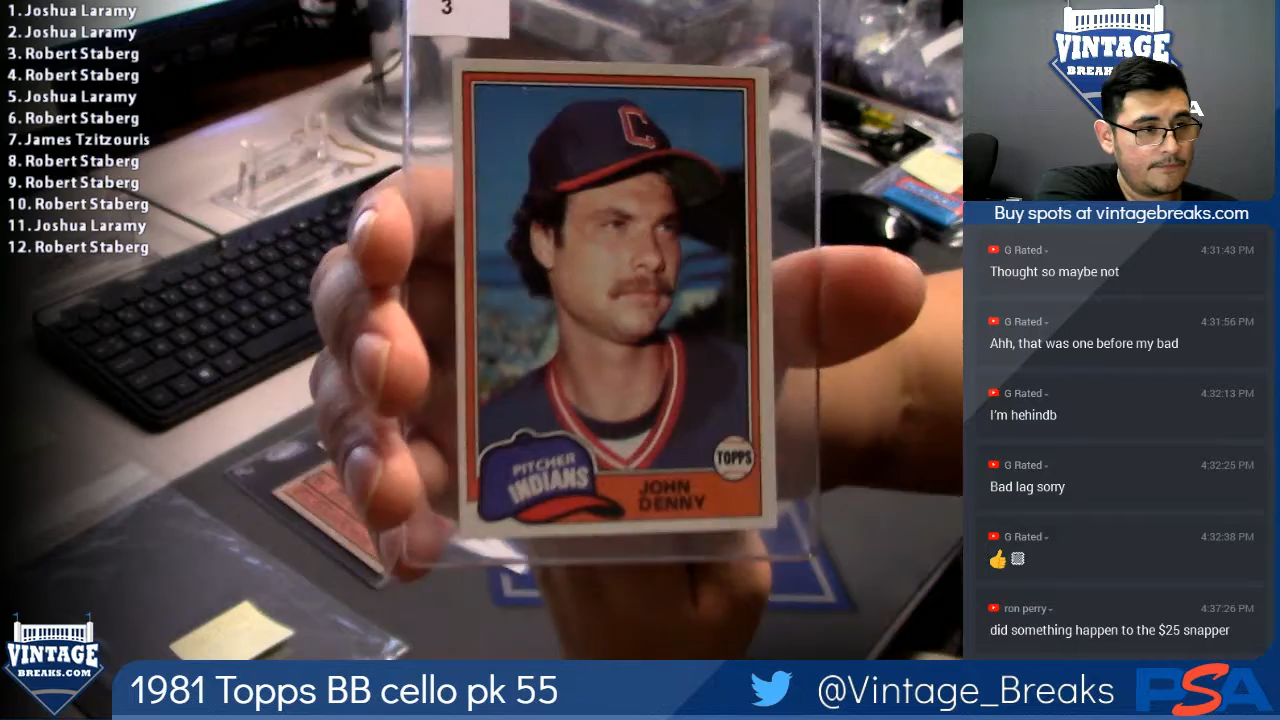 1. Joshua Laramy
2. Joshua Laramy
3. Robert Staberg
4. Robert Staberg
5. Joshua Laramy
6. Robert Staberg
7. James Tzitzouris
8. Robert Staberg
9. Robert Staberg
10. Robert Staberg
11. Joshua Laramy
12. Robert Staberg
3
C
PITCHER
INDIANS
JOHN
DENNY
TOPPS
VINTAGE
BREAK
A
Buy spots at vintagebreaks.com
G Rated 4:31:43 PM
Thought so maybe not
G Rated 4:31:56 PM
Ahh, that was one before my bad
G Rated 4:32:13 PM
I'm hehindb
G Rated 4:32:25 PM
Bad lag sorry
G Rated 4:32:38 PM
ron perry 4:37:26 PM
did something happen to the $25 snapper
VINTAGE
BREAKS.COM
1981 Topps BB cello pk 55
@Vintage_Breaks
PSA